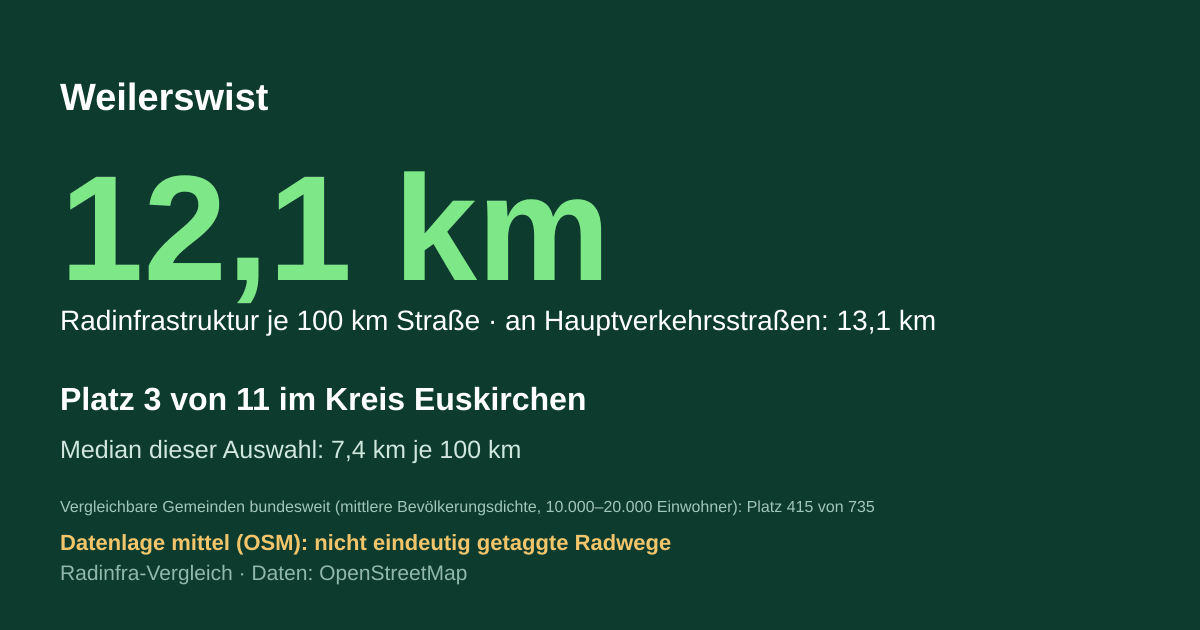 Weilerswist
12,1 km
Radinfrastruktur je 100 km Straße · an Hauptverkehrsstraßen: 13,1 km
Platz 3 von 11 im Kreis Euskirchen
Median dieser Auswahl: 7,4 km je 100 km
Vergleichbare Gemeinden bundesweit (mittlere Bevölkerungsdichte, 10.000–20.000 Einwohner): Platz 415 von 735
Datenlage mittel (OSM): nicht eindeutig getaggte Radwege
Radinfra-Vergleich · Daten: OpenStreetMap